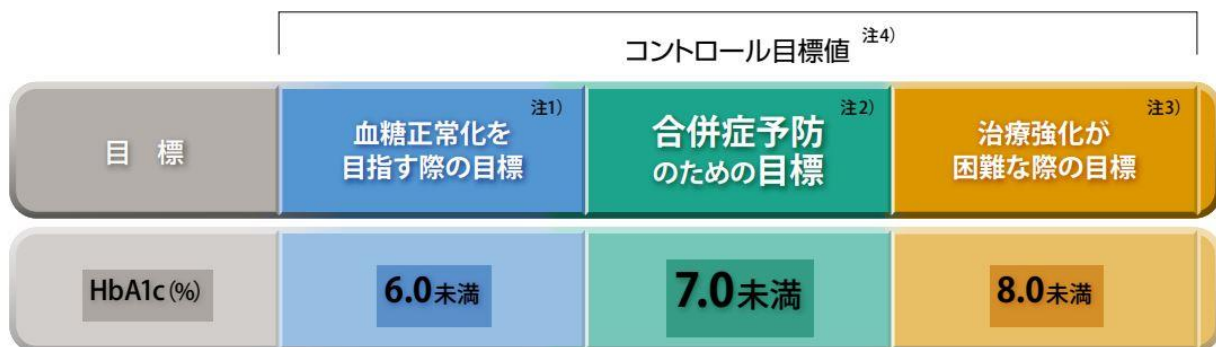 コントロール目標値 注4)
目 標
注1)
血糖正常化を
目指す際の目標
注2)
合併症予防
のための目標
注3)
治療強化が
困難な際の目標
HbA1c(%)
6.0未満
7.0未満
8.0未満